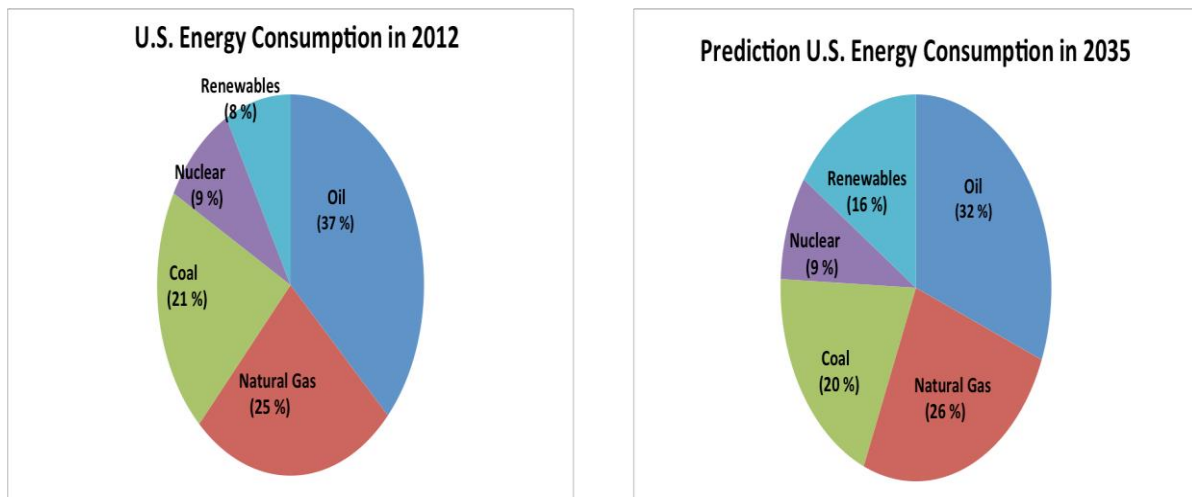 U.S. Energy Consumption in 2012
Renewables
(8 %)
Nuclear
(9 %)
Oil
(37 %)
Coal
(21 %)
Natural Gas
(25 %)
Prediction U.S. Energy Consumption in 2035
Renewables
(16 %)
Oil
(32 %)
Nuclear
(9 %)
Coal
(20 %)
Natural Gas
(26 %)